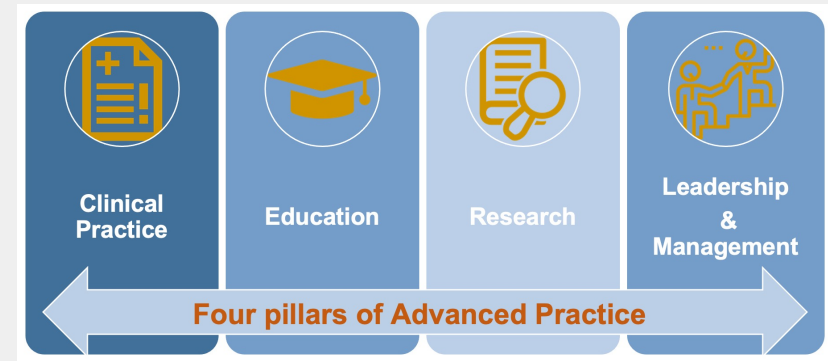 Clinical
Practice
Education
Research
Leadership
&
Management
Four pillars of Advanced Practice